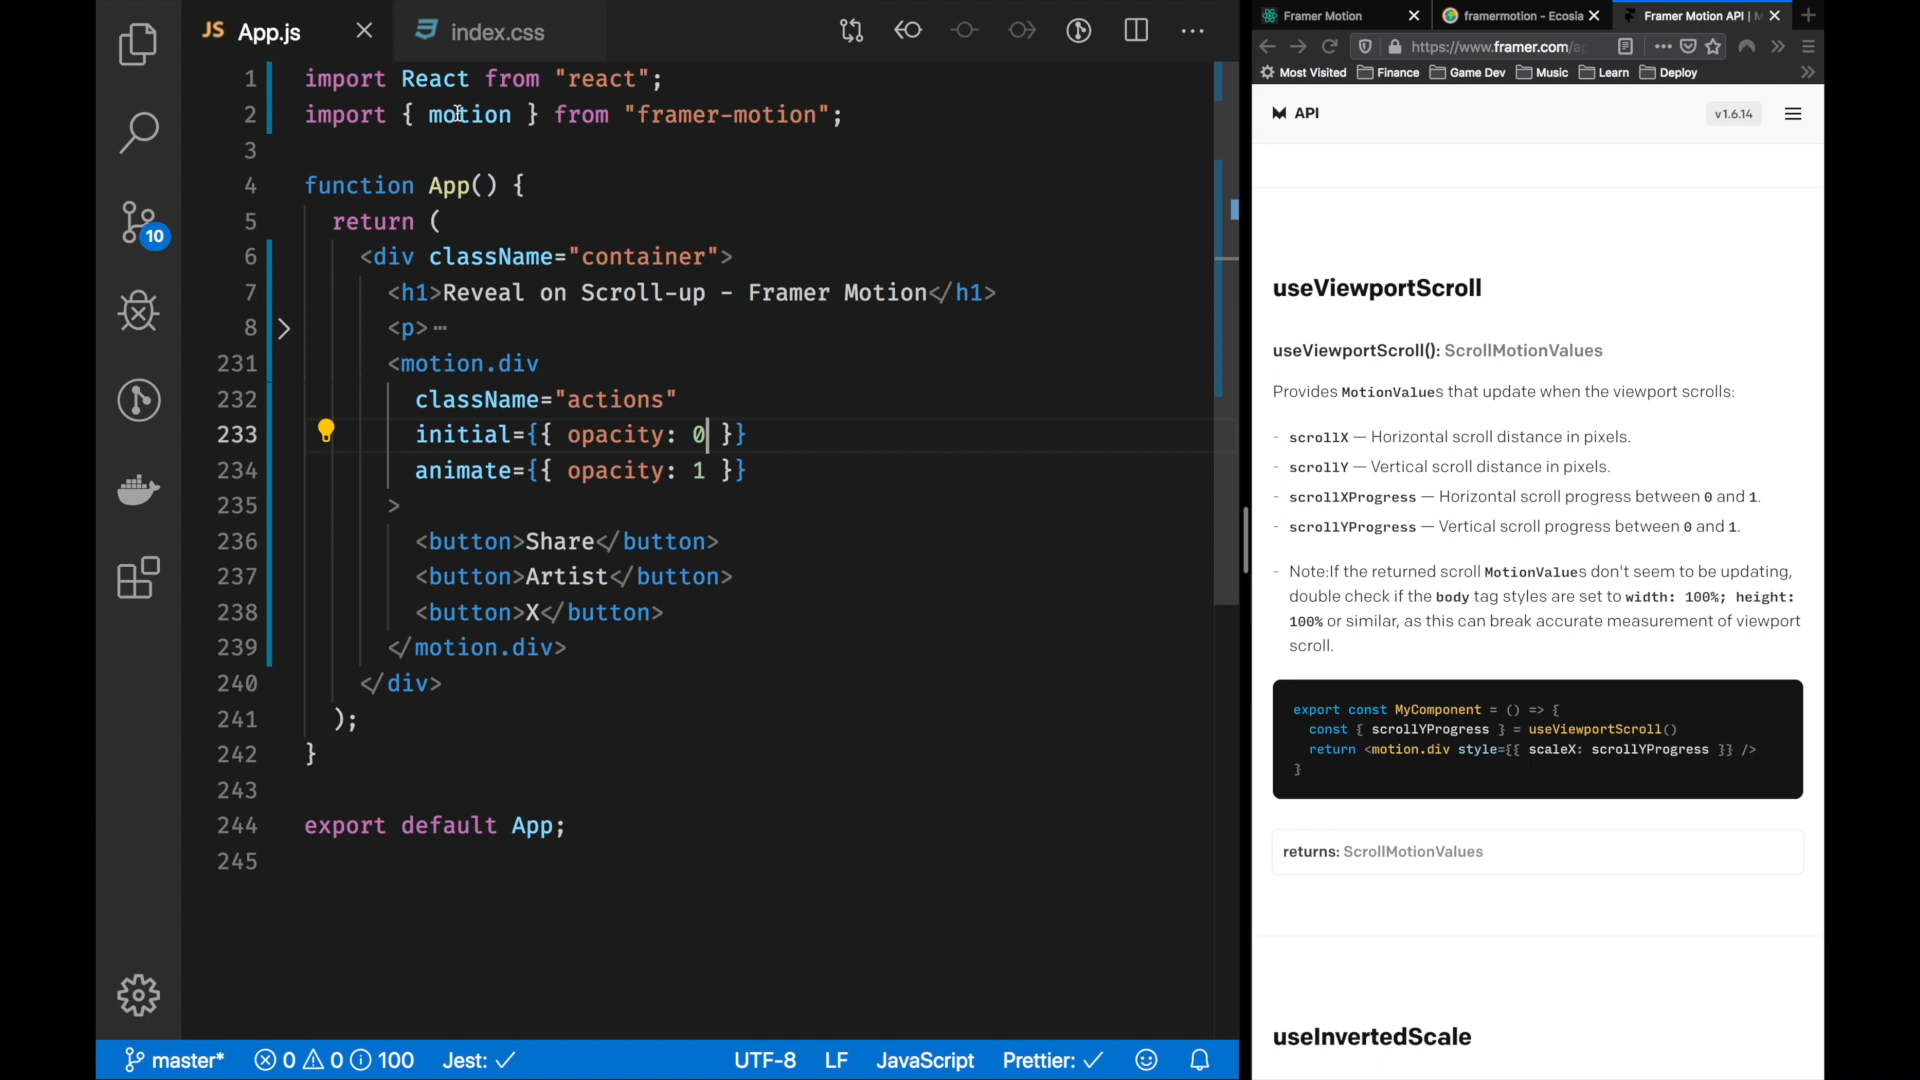 JS App.js
index.css
1 import React from "react";
2 import { motion } from "framer-motion";
3
4 function App() {
5 return (
6 <div className="container">
7 <h1>Reveal on Scroll-up - Framer Motion</h1>
8 <p>⋯
231 <motion.div
232 className="actions"
233 initial={{ opacity: 0 }}
234 animate={{ opacity: 1 }}
235 >
236 <button>Share</button>
237 <button>Artist</button>
238 <button>X</button>
239 </motion.div>
240 </div>
241 );
242 }
243
244 export default App;
245
10
master* 0 0 100 Jest: ✓ UTF-8 LF JavaScript Prettier: ✓
Framer Motion
framermotion - Ecosia
Framer Motion API |
https://www.framer.com/
Most Visited Finance Game Dev Music Learn Deploy
API
v1.6.14
useViewportScroll
useViewportScroll(): ScrollMotionValues
Provides MotionValues that update when the viewport scrolls:
- scrollX — Horizontal scroll distance in pixels.
- scrollY — Vertical scroll distance in pixels.
- scrollXProgress — Horizontal scroll progress between 0 and 1.
- scrollYProgress — Vertical scroll progress between 0 and 1.
- Note:If the returned scroll MotionValues don't seem to be updating,
double check if the body tag styles are set to width: 100%; height:
100% or similar, as this can break accurate measurement of viewport
scroll.
export const MyComponent = () => {
const { scrollYProgress } = useViewportScroll()
return <motion.div style={{ scaleX: scrollYProgress }} />
}
returns: ScrollMotionValues
useInvertedScale